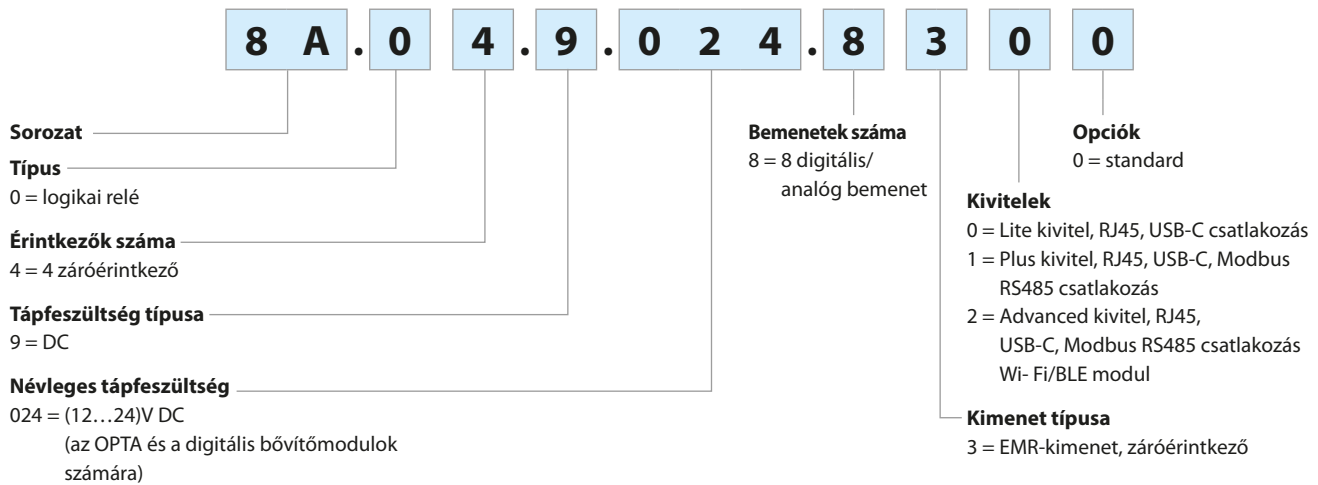 8 A . 0 4 . 9 . 0 2 4 . 8 3 0 0
Sorozat
Típus
0 = logikai relé
Érintkezők száma
4 = 4 záróérintkező
Tápfeszültség típusa
9 = DC
Névleges tápfeszültség
024 = (12…24)V DC
(az OPTA és a digitális bővítőmodulok
számára)
Bemenetek száma
8 = 8 digitális/
analóg bemenet
Opciók
0 = standard
Kivitelek
0 = Lite kivitel, RJ45, USB-C csatlakozás
1 = Plus kivitel, RJ45, USB-C, Modbus
RS485 csatlakozás
2 = Advanced kivitel, RJ45,
USB-C, Modbus RS485 csatlakozás
Wi- Fi/BLE modul
Kimenet típusa
3 = EMR-kimenet, záróérintkező